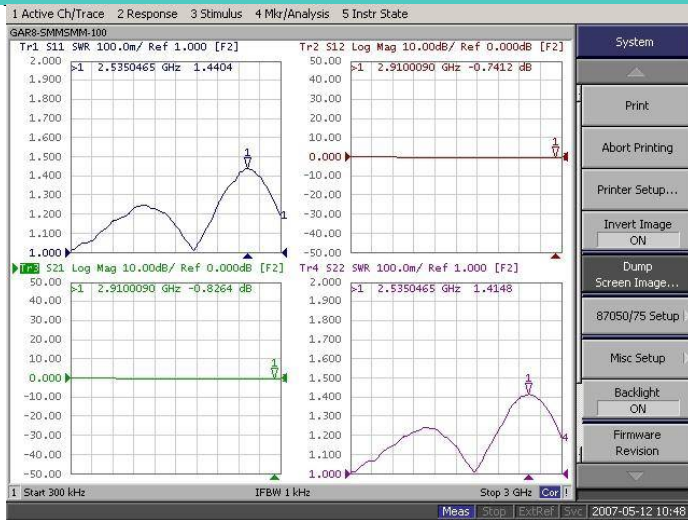 1 Active Ch/Trace 2 Response 3 Stimulus 4 Mkr/Analysis 5 Instr State
GAR8-SMMSMM-100
Tr1 S11 SWR 100.0m/ Ref 1.000 [F2]
2.000
>1 2.5350465 GHz 1.4404
1.900
1.800
1.700
1.600
1.500
1
1.400
1.300
1.200
1
1.100
1.000
Tr2 S12 Log Mag 10.00dB/ Ref 0.000dB [F2]
50.00
>1 2.9100090 GHz -0.7412 dB
40.00
30.00
20.00
10.00
1
0.000
-10.00
-20.00
-30.00
-40.00
-50.00
Tr3 S21 Log Mag 10.00dB/ Ref 0.000dB [F2]
50.00
>1 2.9100090 GHz -0.8264 dB
40.00
30.00
20.00
10.00
1
0.000
-10.00
-20.00
-30.00
-40.00
-50.00
Tr4 S22 SWR 100.0m/ Ref 1.000 [F2]
2.000
>1 2.5350465 GHz 1.4148
1.900
1.800
1.700
1.600
1.500
1
1.400
1.300
1.200
4
1.100
1.000
1 Start 300 kHz IFBW 1 kHz Stop 3 GHz Cor !
Meas Stop ExtRef Svc 2007-05-12 10:48
System
Print
Abort Printing
Printer Setup...
Invert Image
ON
Dump
Screen Image...
87050/75 Setup
Misc Setup
Backlight
ON
Firmware
Revision